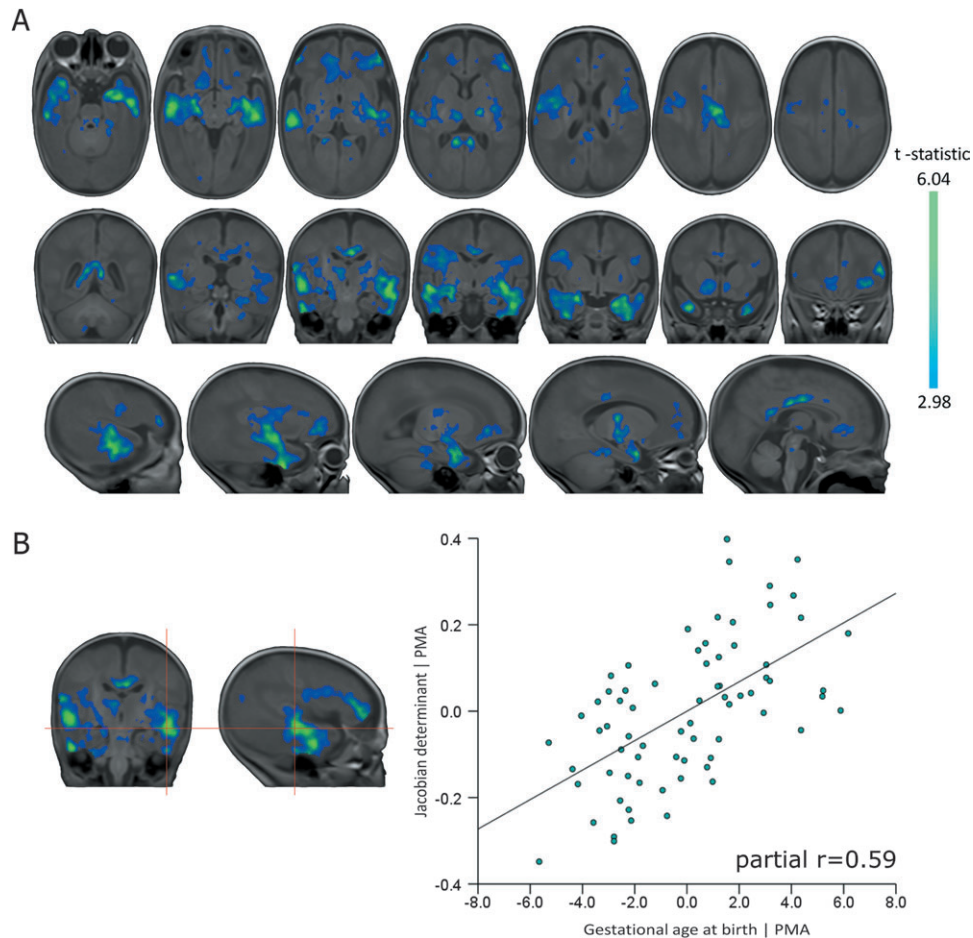 A
t -statistic
6.04
2.98
B
0.4
0.2
0.0
-0.2
-0.4
Jacobian determinant | PMA
partial r=0.59
-8.0 -6.0 -4.0 -2.0 0.0 2.0 4.0 6.0 8.0
Gestational age at birth | PMA